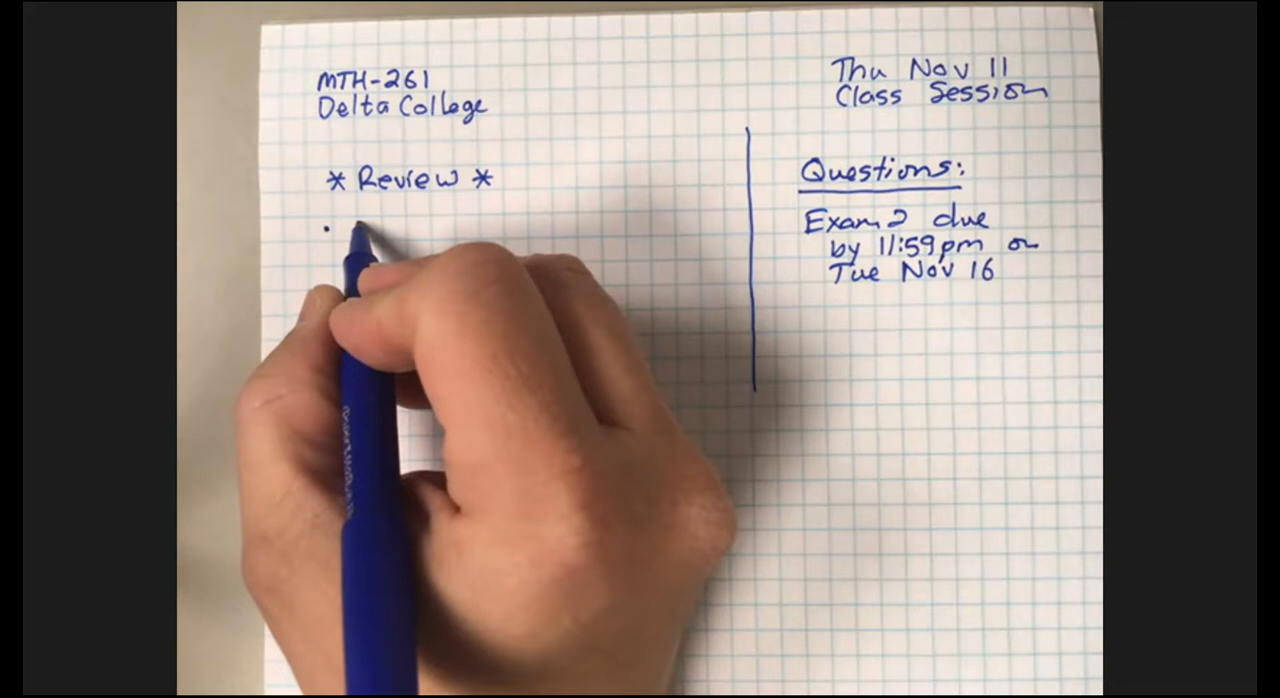 MTH-261
Delta College
Thu Nov 11
Class Session
* Review *
·
Questions:
Exam 2 due
by 11:59pm on
Tue Nov 16